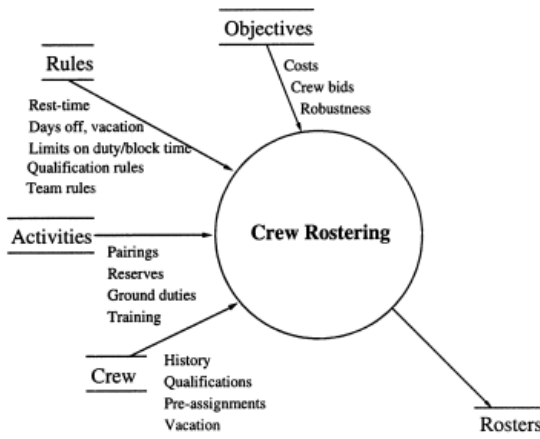 Objectives
Costs
Crew bids
Robustness
Rules
Rest-time
Days off, vacation
Limits on duty/block time
Qualification rules
Team rules
Activities
Pairings
Reserves
Ground duties
Training
Crew
History
Qualifications
Pre-assignments
Vacation
Crew Rostering
Rosters